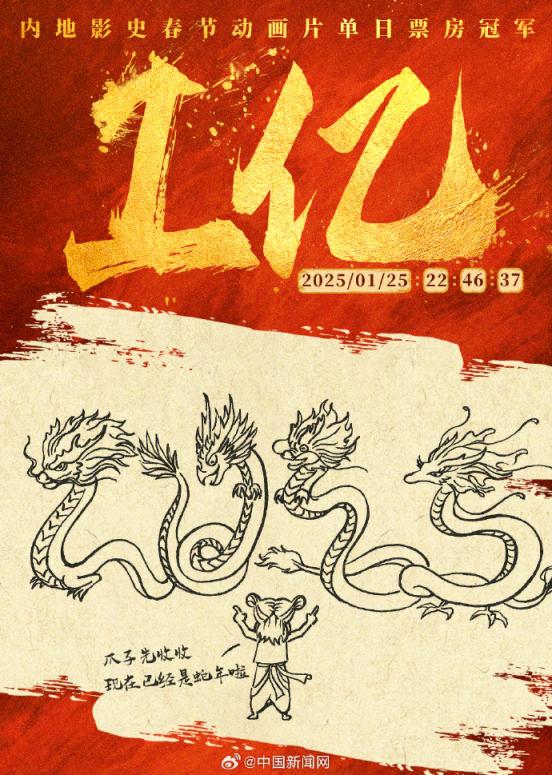 内地影史春节动画片单日票房冠军
1亿
2025/01/25:22:46:37
2025
爪子先收收
现在已经是蛇年啦
@中国新闻网